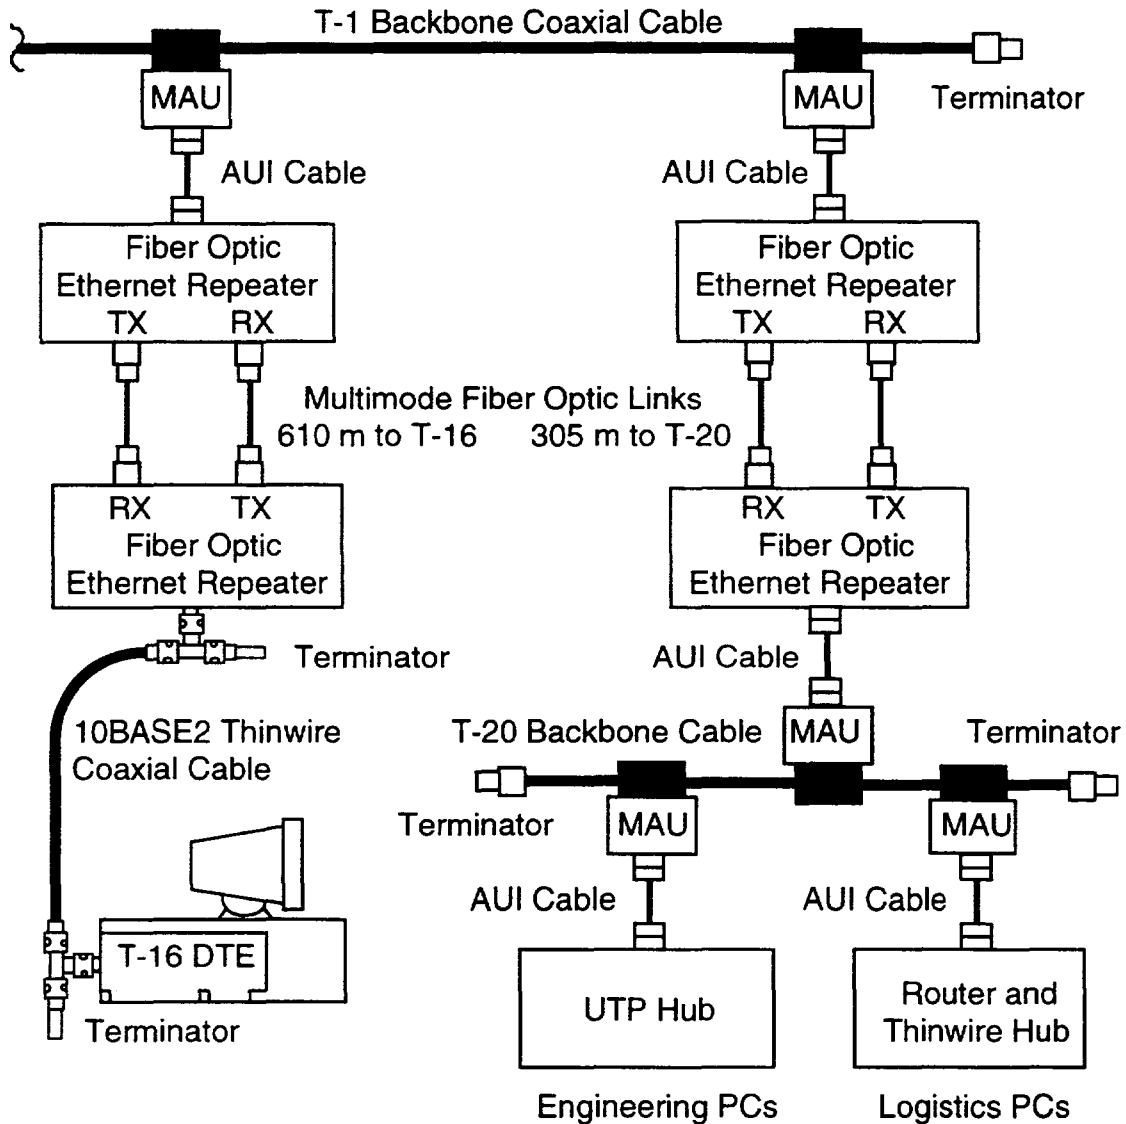 T-1 Backbone Coaxial Cable
MAU
MAU
Terminator
AUI Cable
AUI Cable
Fiber Optic
Ethernet Repeater
TX RX
Fiber Optic
Ethernet Repeater
TX RX
Multimode Fiber Optic Links
610 m to T-16 305 m to T-20
RX TX
Fiber Optic
Ethernet Repeater
RX TX
Fiber Optic
Ethernet Repeater
Terminator
AUI Cable
10BASE2 Thinwire
Coaxial Cable
T-20 Backbone Cable
MAU
Terminator
Terminator
MAU
MAU
AUI Cable
AUI Cable
T-16 DTE
Terminator
UTP Hub
Router and
Thinwire Hub
Engineering PCs
Logistics PCs